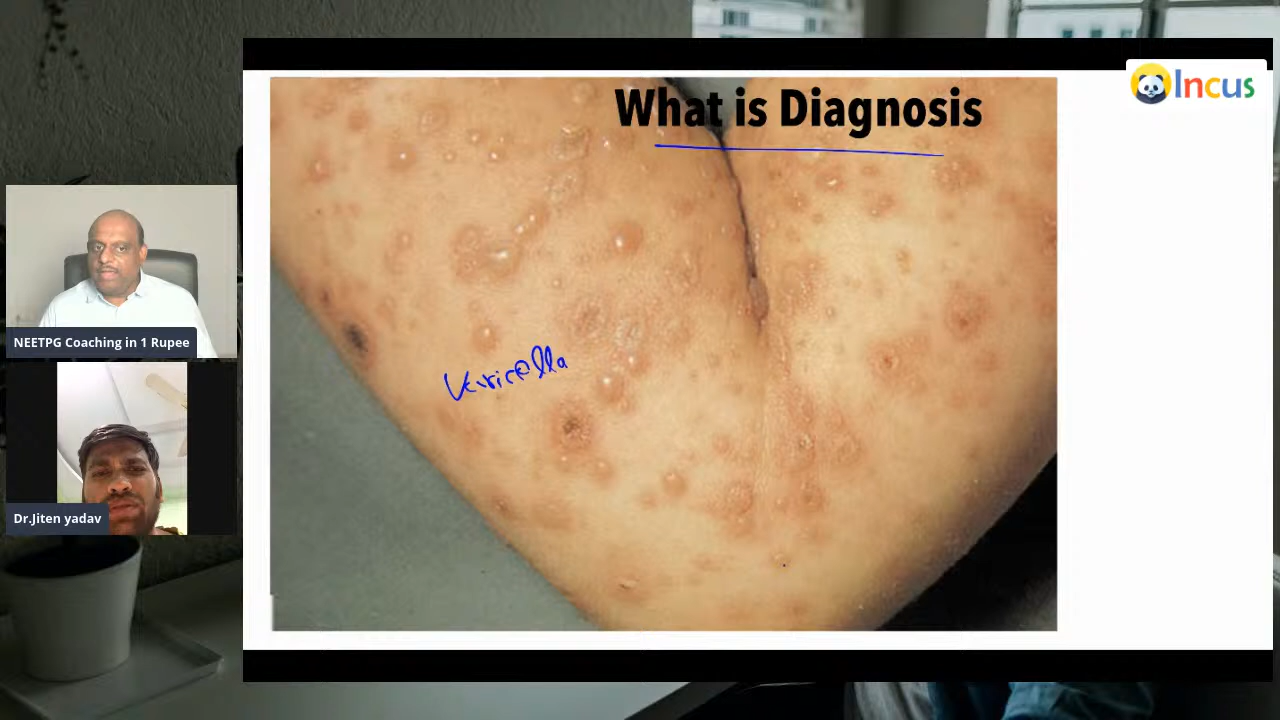 Incus
What is Diagnosis
Varicella
NEETPG Coaching in 1 Rupee
Dr.Jiten yadav